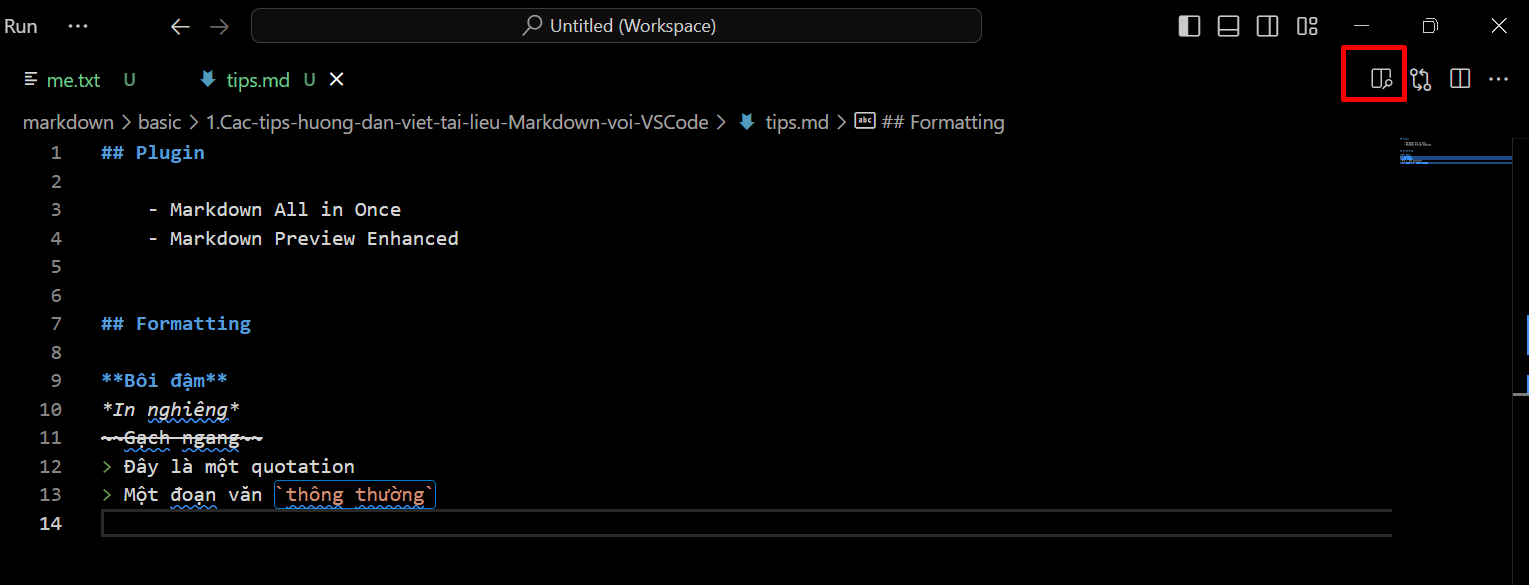 Run ··· Untitled (Workspace)
me.txt U tips.md U
markdown > basic > 1.Cac-tips-huong-dan-viet-tai-lieu-Markdown-voi-VSCode > tips.md > abc ## Formatting
1 ## Plugin
2
3 - Markdown All in Once
4 - Markdown Preview Enhanced
5
6
7 ## Formatting
8
9 **Bôi đậm**
10 *In nghiêng*
11 ~~Gạch ngang~~
12 > Đây là một quotation
13 > Một đoạn văn `thông thường`
14